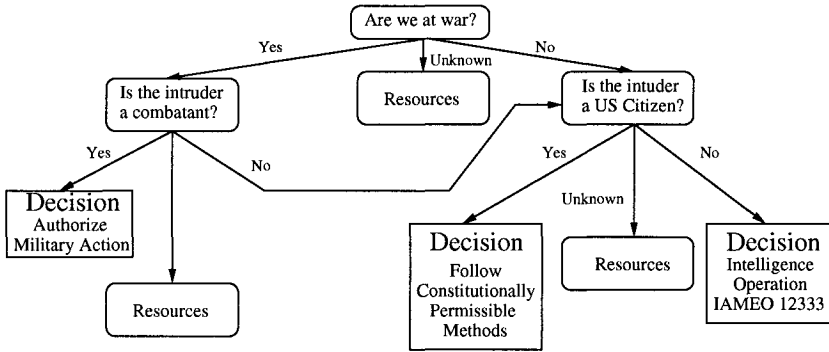 Are we at war?
Yes
Unknown
No
Is the intruder
a combatant?
Resources
Is the intruder
a US Citizen?
Yes
No
Yes
Unknown
No
Decision
Authorize
Military Action
Resources
Decision
Follow
Constitutionally
Permissible
Methods
Resources
Decision
Intelligence
Operation
IAMEO 12333